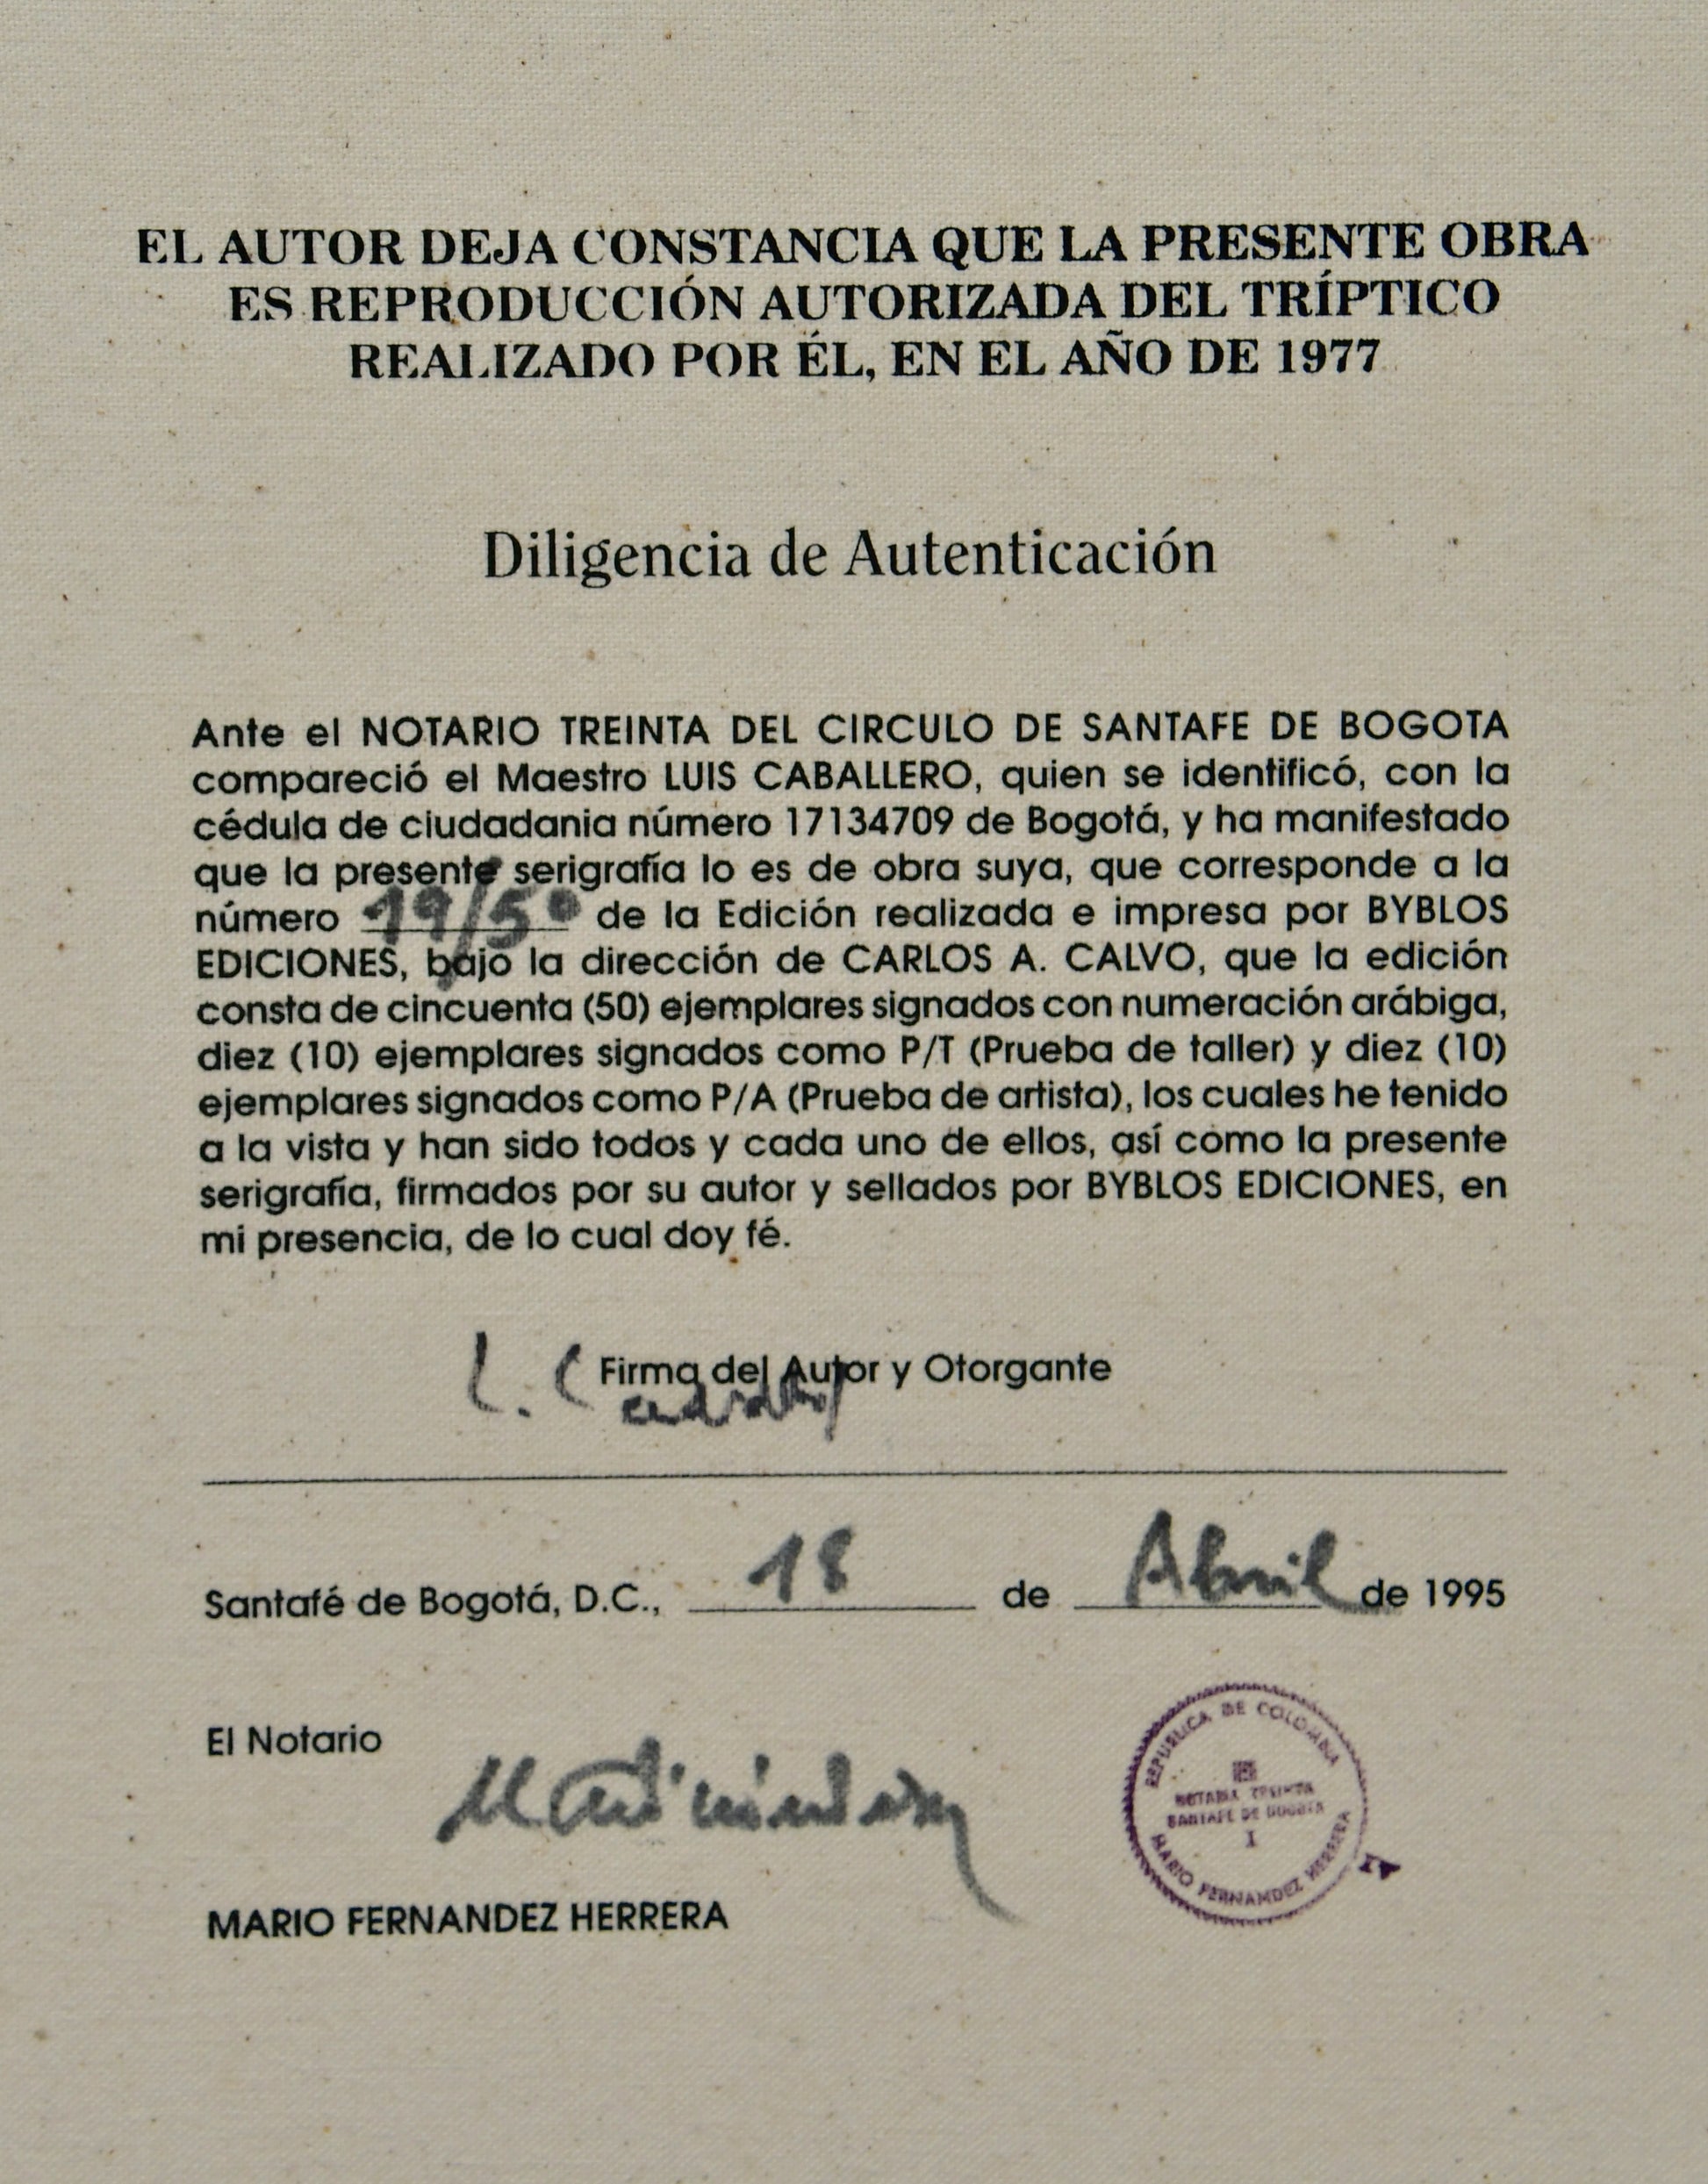 EL AUTOR DEJA CONSTANCIA QUE LA PRESENTE OBRA
ES REPRODUCCIÓN AUTORIZADA DEL TRÍPTICO
REALIZADO POR ÉL, EN EL AÑO DE 1977
Diligencia de Autenticación
Ante el NOTARIO TREINTA DEL CIRCULO DE SANTAFE DE BOGOTA
compareció el Maestro LUIS CABALLERO, quien se identificó, con la
cédula de ciudadania número 17134709 de Bogotá, y ha manifestado
que la presente serigrafía lo es de obra suya, que corresponde a la
número 19/50 de la Edición realizada e impresa por BYBLOS
EDICIONES, bajo la dirección de CARLOS A. CALVO, que la edición
consta de cincuenta (50) ejemplares signados con numeración arábiga,
diez (10) ejemplares signados como P/T (Prueba de taller) y diez (10)
ejemplares signados como P/A (Prueba de artista), los cuales he tenido
a la vista y han sido todos y cada uno de ellos, así como la presente
serigrafía, firmados por su autor y sellados por BYBLOS EDICIONES, en
mi presencia, de lo cual doy fé.
Firma del Autor y Otorgante
Santafé de Bogotá, D.C., 18 de Abril de 1995
El Notario
REPUBLICA DE COLOMBIA
NOTARIA TREINTA
SANTAFE DE BOGOTA
1
MARIO FERNANDEZ HERRERA
MARIO FERNANDEZ HERRERA